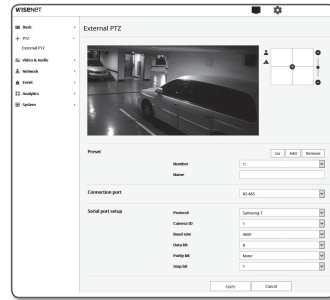 WISENET
Basic
PTZ
External PTZ
Video & Audio
Network
Event
Analytics
System
External PTZ
Preset
Go Add Remove
Number 1:
Name
Connection port RS-485
Serial port setup
Protocol Samsung-T
Camera ID 1
Baud rate 9600
Data bit 8
Parity bit None
Stop bit 1
Apply Cancel